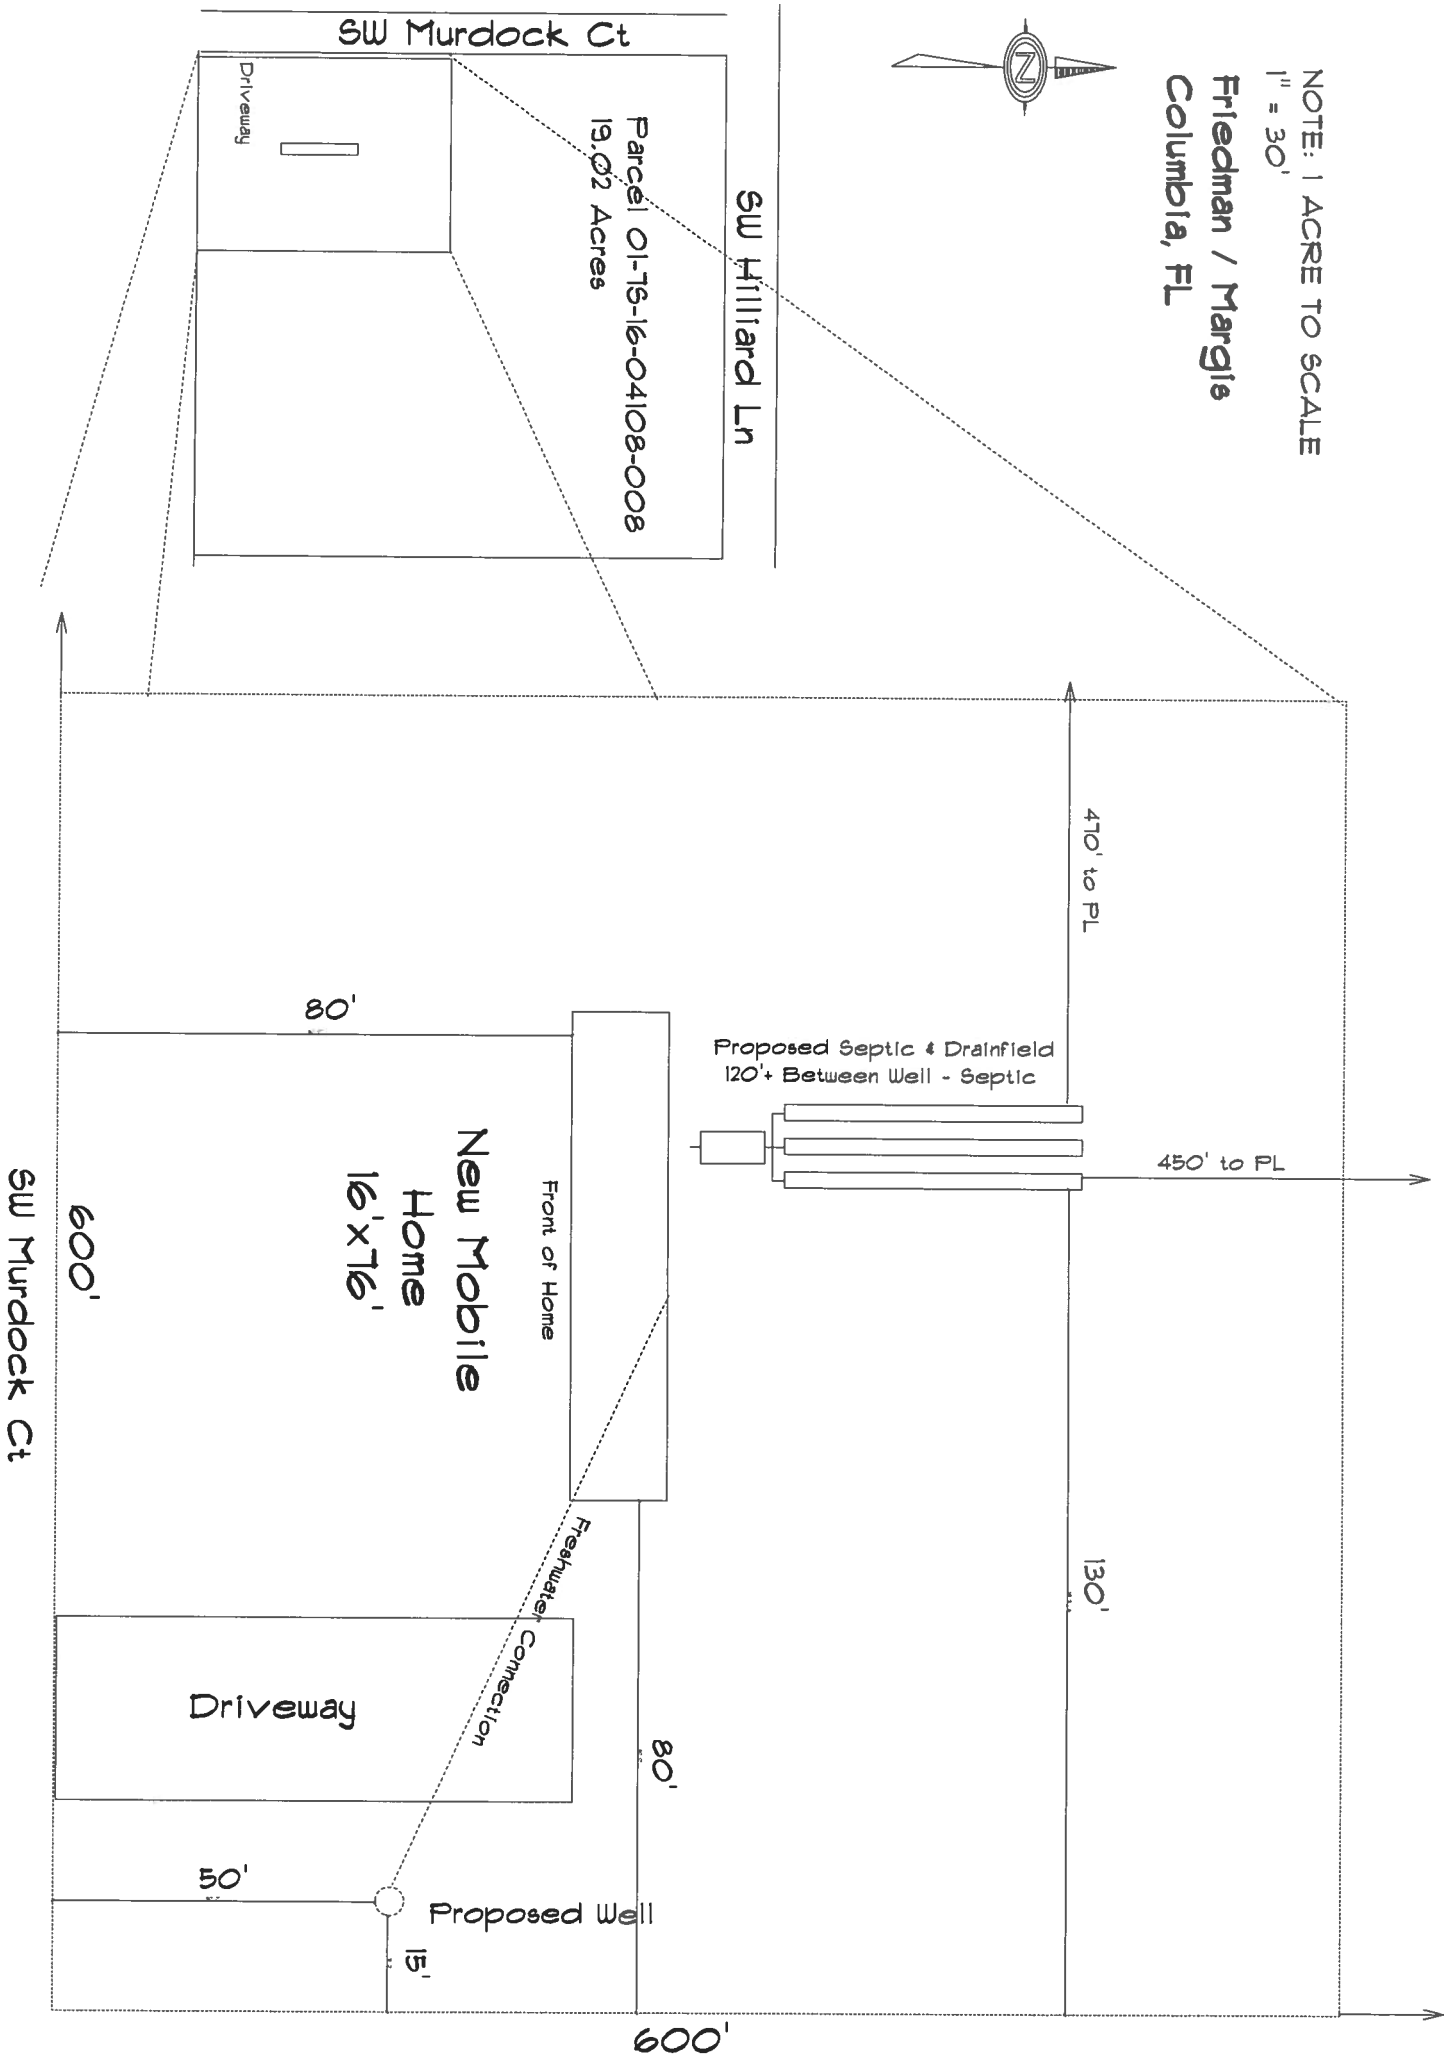 NOTE: 1 ACRE TO SCALE
1" = 30'
Friedman / Margis
Columbia, FL
N
SW Murdock Ct
SW Hilliard Ln
Parcel 01-7S-16-04108-008
19.02 Acres
Driveway
470' to PL
Proposed Septic & Drainfield
120'+ Between Well - Septic
450' to PL
130'
80'
New Mobile
Home
16'x76'
Front of Home
Freshwater Connection
80'
Driveway
50'
Proposed Well
15'
600'
SW Murdock Ct
600'